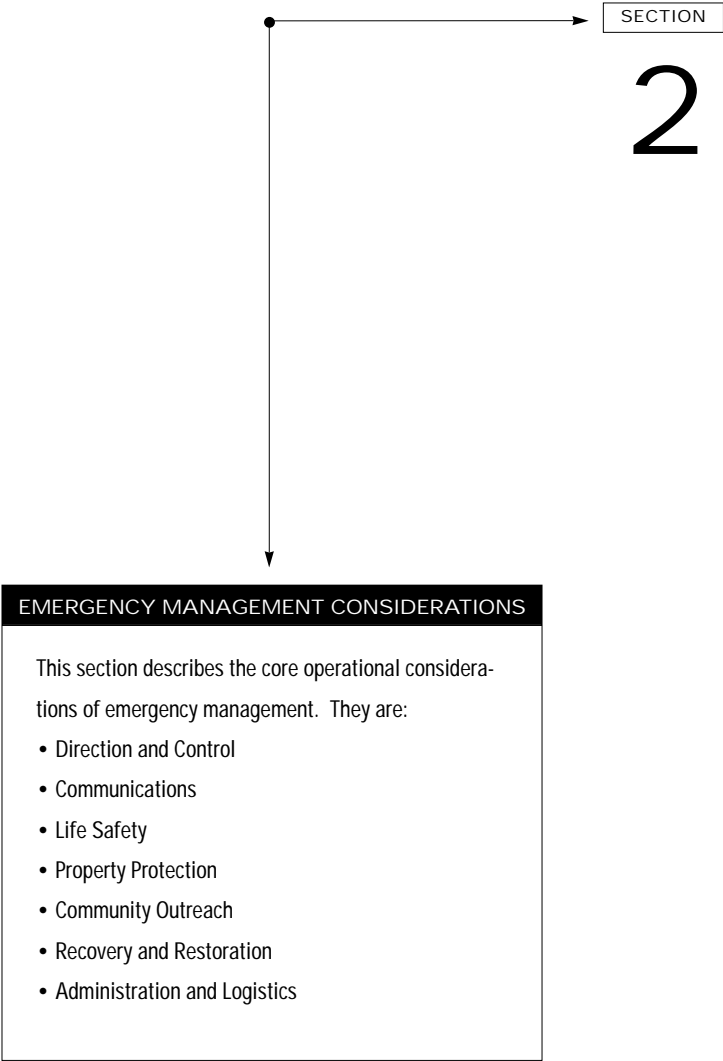 SECTION
2
EMERGENCY MANAGEMENT CONSIDERATIONS
This section describes the core operational considera-
tions of emergency management.  They are:
• Direction and Control
• Communications
• Life Safety
• Property Protection
• Community Outreach
• Recovery and Restoration
• Administration and Logistics